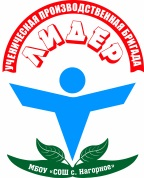 УЧЕНИЧЕСКАЯ ПРОИЗВОДСТВЕННАЯ БРИГАДА
ЛИДЕР
МБОУ «СОШ с. Нагорное»